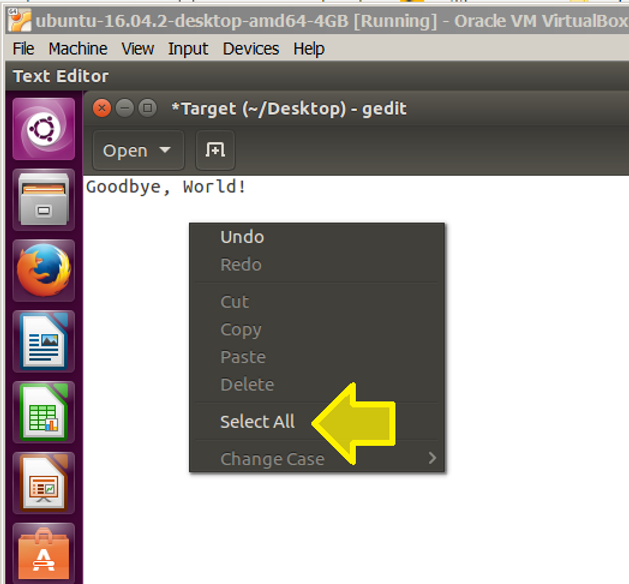 ubuntu-16.04.2-desktop-amd64-4GB [Running] - Oracle VM VirtualBox
File Machine View Input Devices Help
Text Editor
*Target (~/Desktop) - gedit
Open
Goodbye, World!
Undo
Redo
Cut
Copy
Paste
Delete
Select All
Change Case